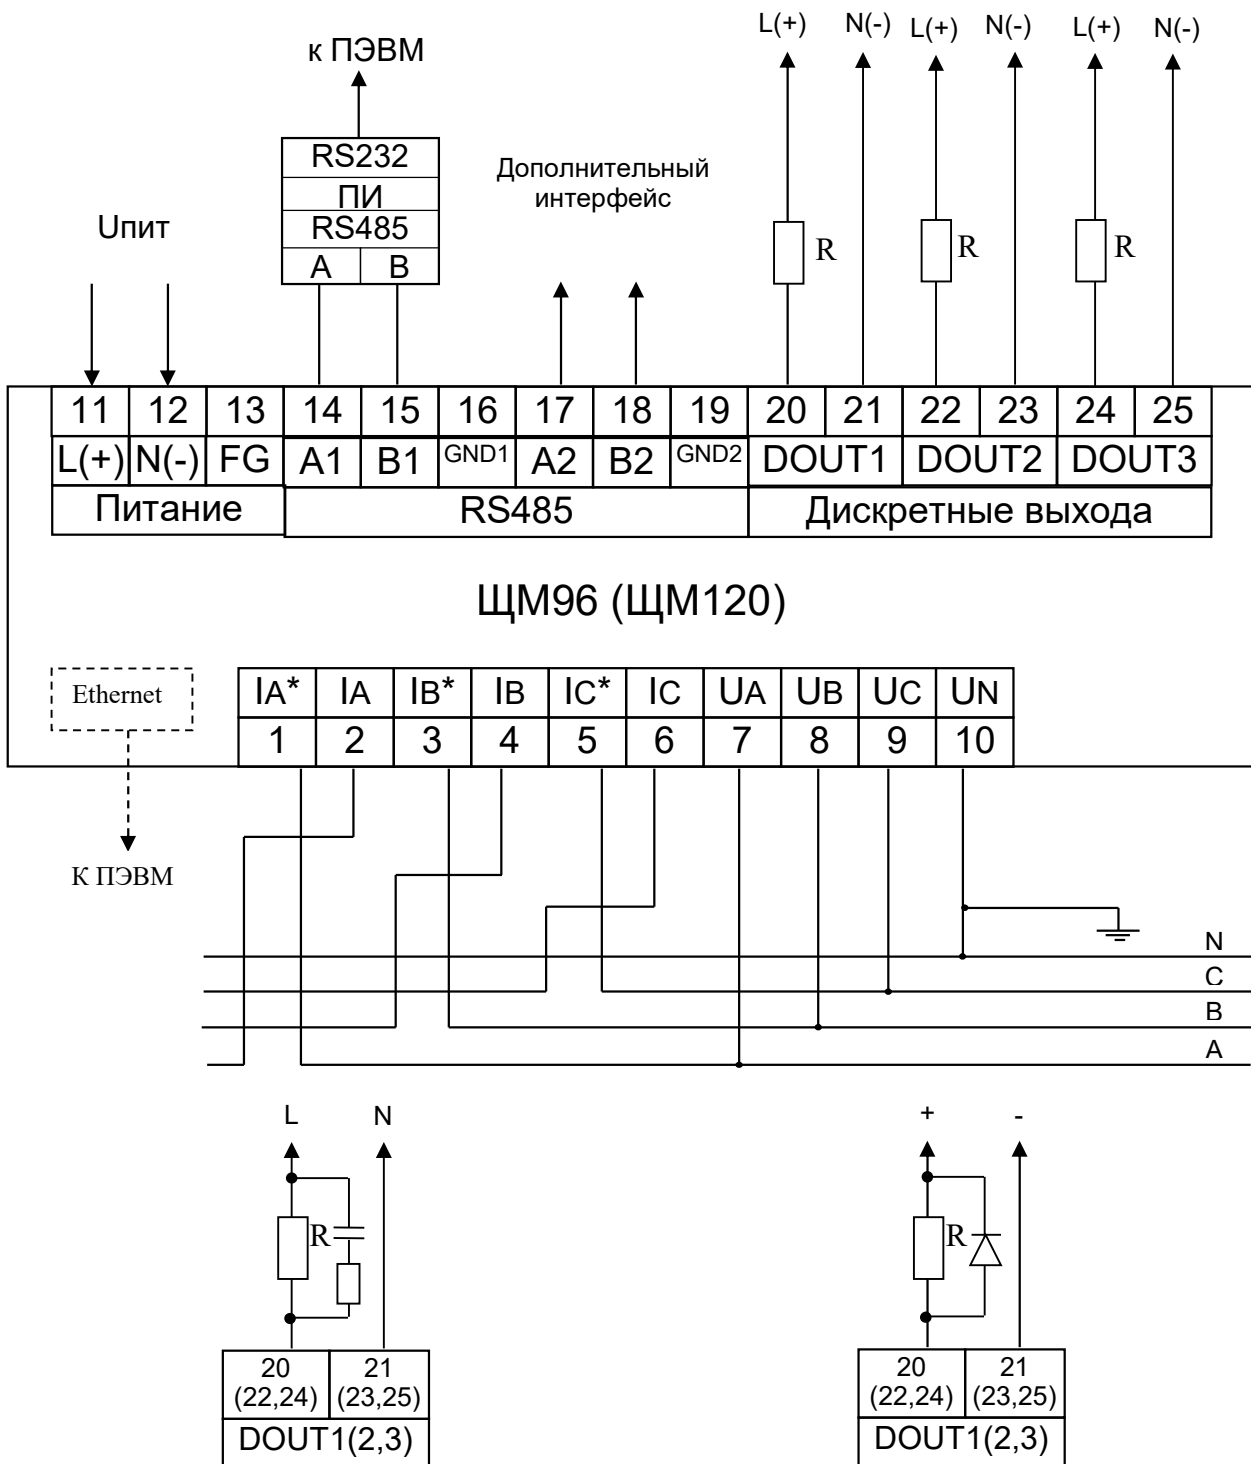 L(+) N(-) L(+) N(-) L(+) N(-)
к ПЭВМ
RS232
ПИ
RS485
A B
Дополнительный
интерфейс
Uпит
R R R
11 12 13 14 15 16 17 18 19 20 21 22 23 24 25
L(+) N(-) FG A1 B1 GND1 A2 B2 GND2 DOUT1 DOUT2 DOUT3
Питание RS485 Дискретные выхода
ЩМ96 (ЩМ120)
Ethernet
IA* IA IB* IB IC* IC UA UB UC UN
1 2 3 4 5 6 7 8 9 10
К ПЭВМ
N
C
B
A
L N
R
20 21
(22,24) (23,25)
DOUT1(2,3)
+ -
R
20 21
(22,24) (23,25)
DOUT1(2,3)